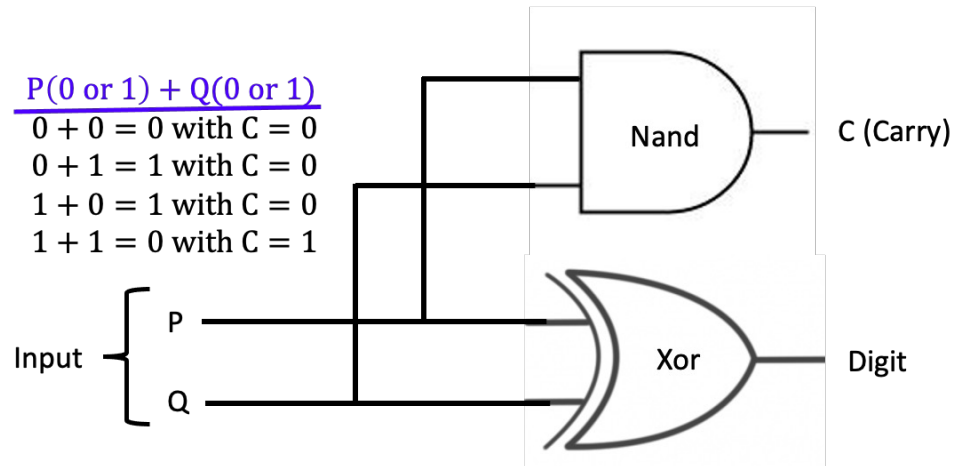 P(0 or 1) + Q(0 or 1)
0 + 0 = 0 with C = 0
0 + 1 = 1 with C = 0
1 + 0 = 1 with C = 0
1 + 1 = 0 with C = 1
Nand
C (Carry)
Input
P
Q
Xor
Digit